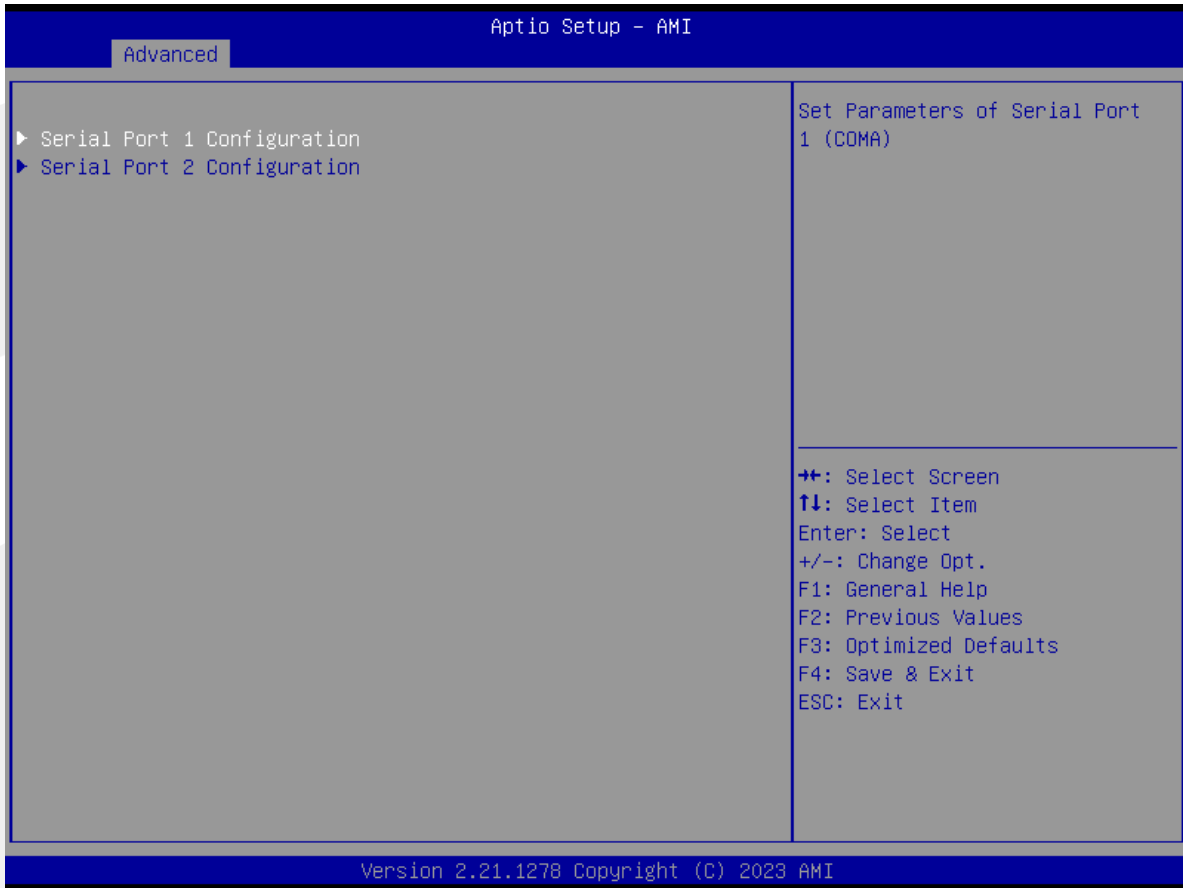 Aptio Setup – AMI
Advanced
▶ Serial Port 1 Configuration
▶ Serial Port 2 Configuration
Set Parameters of Serial Port
1 (COMA)
→←: Select Screen
↑↓: Select Item
Enter: Select
+/-: Change Opt.
F1: General Help
F2: Previous Values
F3: Optimized Defaults
F4: Save & Exit
ESC: Exit
Version 2.21.1278 Copyright (C) 2023 AMI